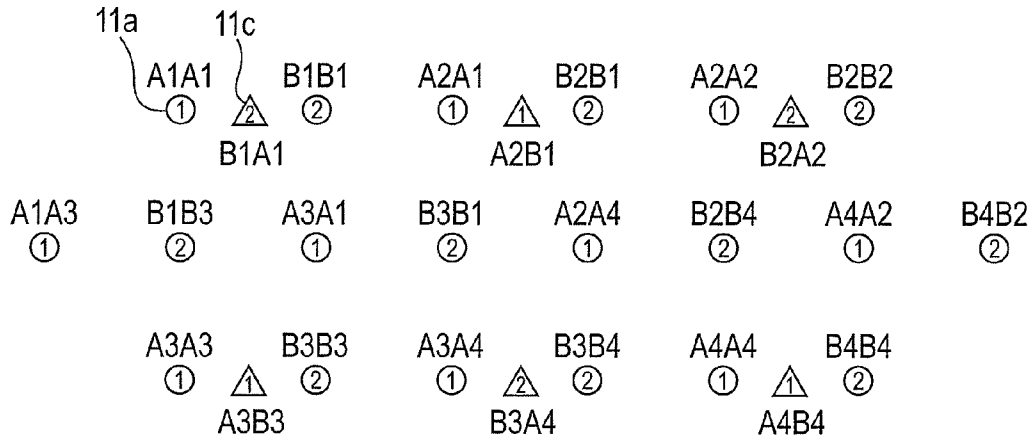 11a 11c
A1A1 B1B1 A2A1 B2B1 A2A2 B2B2
1 2 2 1 1 2 1 2 2
B1A1 A2B1 B2A2
A1A3 B1B3 A3A1 B3B1 A2A4 B2B4 A4A2 B4B2
1 2 1 2 1 2 1 2
A3A3 B3B3 A3A4 B3B4 A4A4 B4B4
1 1 2 1 2 2 1 1 2
A3B3 B3A4 A4B4